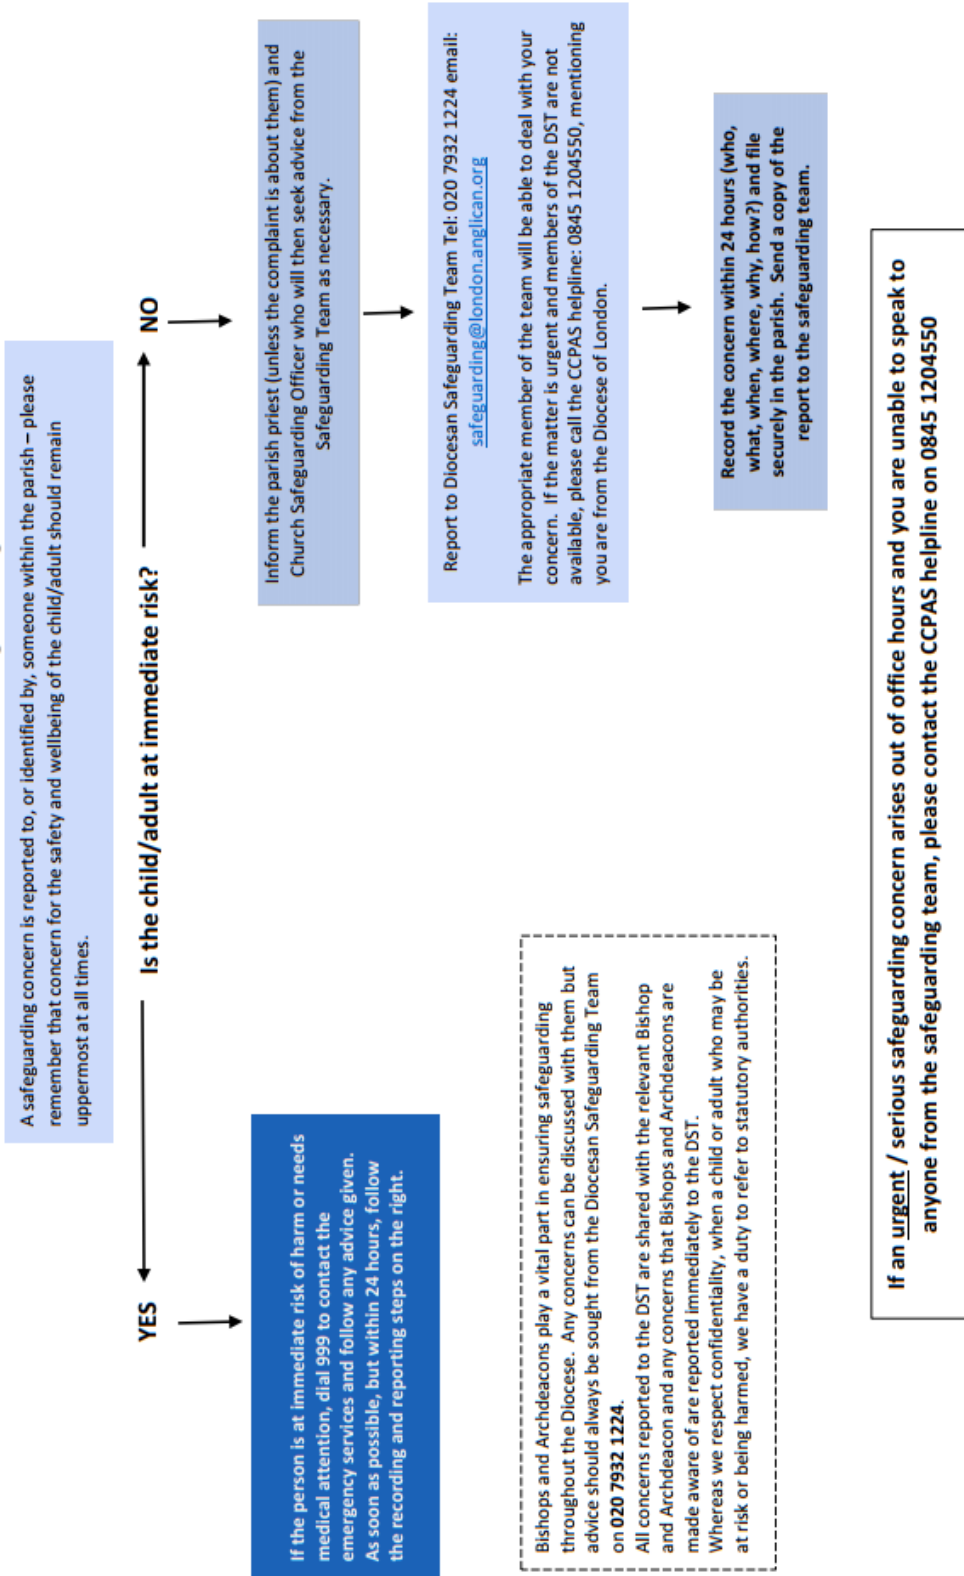 A safeguarding concern is reported to, or identified by, someone within the parish – please
remember that concern for the safety and wellbeing of the child/adult should remain
uppermost at all times.
Is the child/adult at immediate risk?
YES
NO
If the person is at immediate risk of harm or needs
medical attention, dial 999 to contact the
emergency services and follow any advice given.
As soon as possible, but within 24 hours, follow
the recording and reporting steps on the right.
Inform the parish priest (unless the complaint is about them) and
Church Safeguarding Officer who will then seek advice from the
Safeguarding Team as necessary.
Report to Diocesan Safeguarding Team Tel: 020 7932 1224 email:
safeguarding@london.anglican.org
The appropriate member of the team will be able to deal with your
concern. If the matter is urgent and members of the DST are not
available, please call the CCPAS helpline: 0845 1204550, mentioning
you are from the Diocese of London.
Record the concern within 24 hours (who,
what, when, where, why, how?) and file
securely in the parish. Send a copy of the
report to the safeguarding team.
Bishops and Archdeacons play a vital part in ensuring safeguarding
throughout the Diocese. Any concerns can be discussed with them but
advice should always be sought from the Diocesan Safeguarding Team
on 020 7932 1224.
All concerns reported to the DST are shared with the relevant Bishop
and Archdeacon and any concerns that Bishops and Archdeacons are
made aware of are reported immediately to the DST.
Whereas we respect confidentiality, when a child or adult who may be
at risk or being harmed, we have a duty to refer to statutory authorities.
If an urgent / serious safeguarding concern arises out of office hours and you are unable to speak to
anyone from the safeguarding team, please contact the CCPAS helpline on 0845 1204550